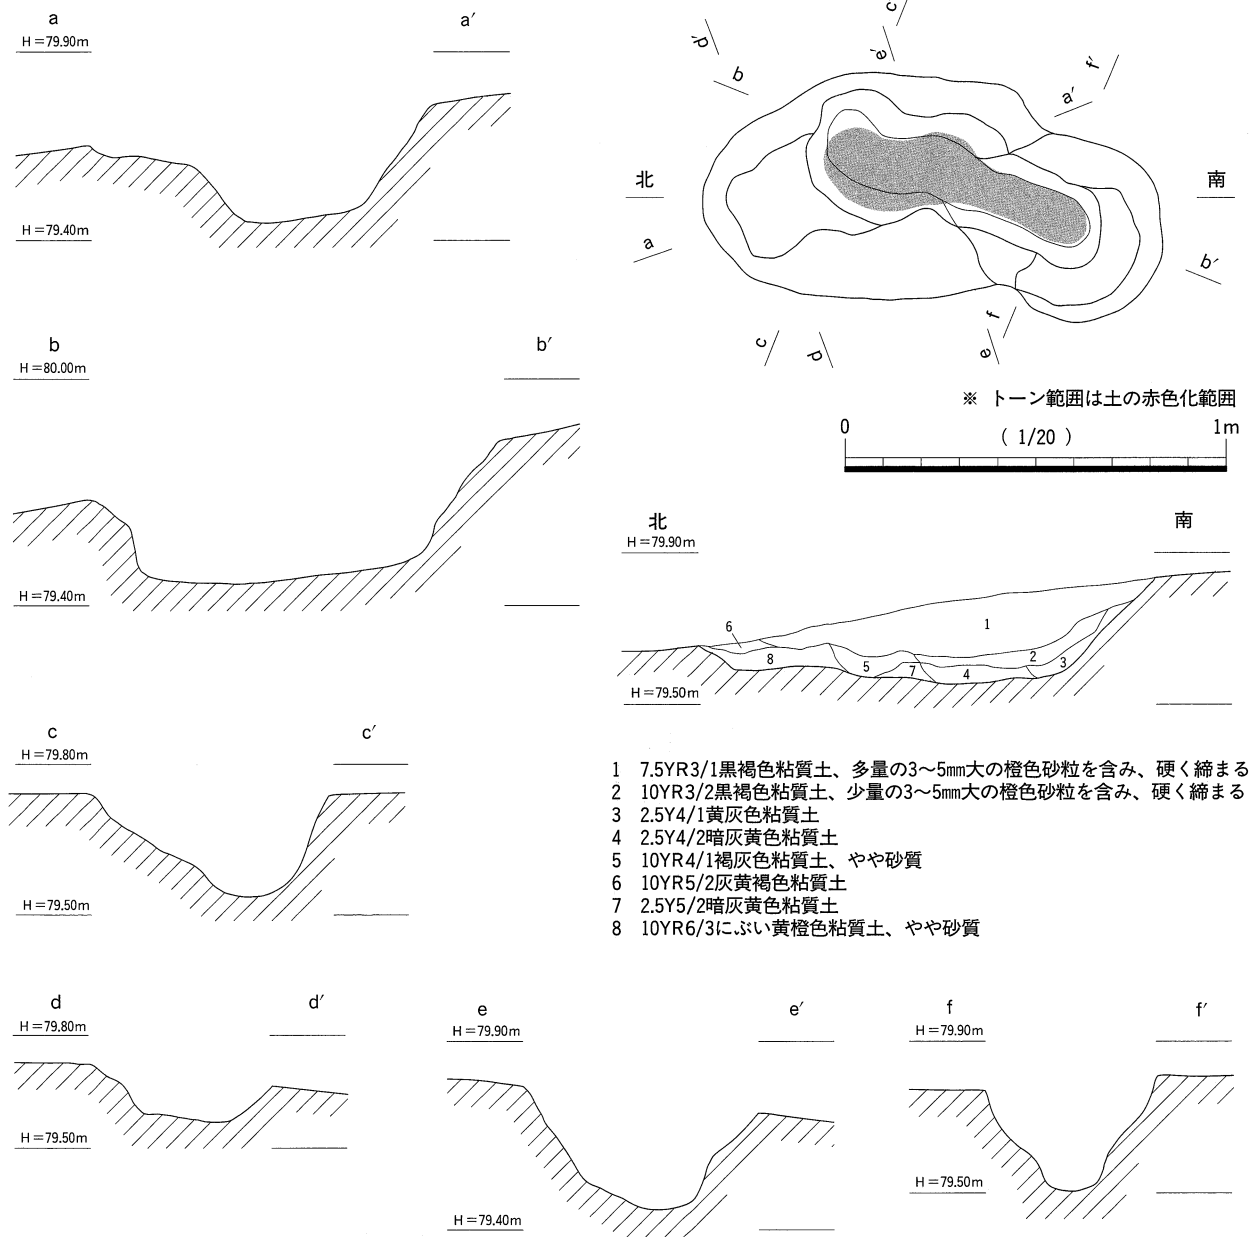 a
a′
H=79.90m
H=79.40m
b
b′
H=80.00m
H=79.40m
c
c′
H=79.80m
H=79.50m
d
d′
H=79.80m
H=79.50m
e
e′
H=79.90m
H=79.40m
f
f′
H=79.90m
H=79.50m
d′
b
e′
c
f′
a′
北
南
a
b′
c
d
e
f
※ トーン範囲は土の赤色化範囲
0
( 1/20 )
1m
北
南
H=79.90m
H=79.50m
1
2
3
4
5
6
7
8
1 7.5YR3/1黒褐色粘質土、多量の3〜5mm大の橙色砂粒を含み、硬く締まる
2 10YR3/2黒褐色粘質土、少量の3〜5mm大の橙色砂粒を含み、硬く締まる
3 2.5Y4/1黄灰色粘質土
4 2.5Y4/2暗灰黄色粘質土
5 10YR4/1褐灰色粘質土、やや砂質
6 10YR5/2灰黄褐色粘質土
7 2.5Y5/2暗灰黄色粘質土
8 10YR6/3にぶい黄橙色粘質土、やや砂質